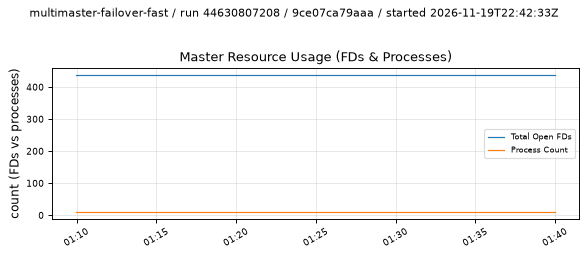 multimaster-failover-fast / run 44630807208 / 9ce07ca79aaa / started 2026-11-19T22:42:33Z
Master Resource Usage (FDs & Processes)
count (FDs vs processes)
400
300
200
100
0
Total Open FDs
Process Count
01:10
01:15
01:20
01:25
01:30
01:35
01:40